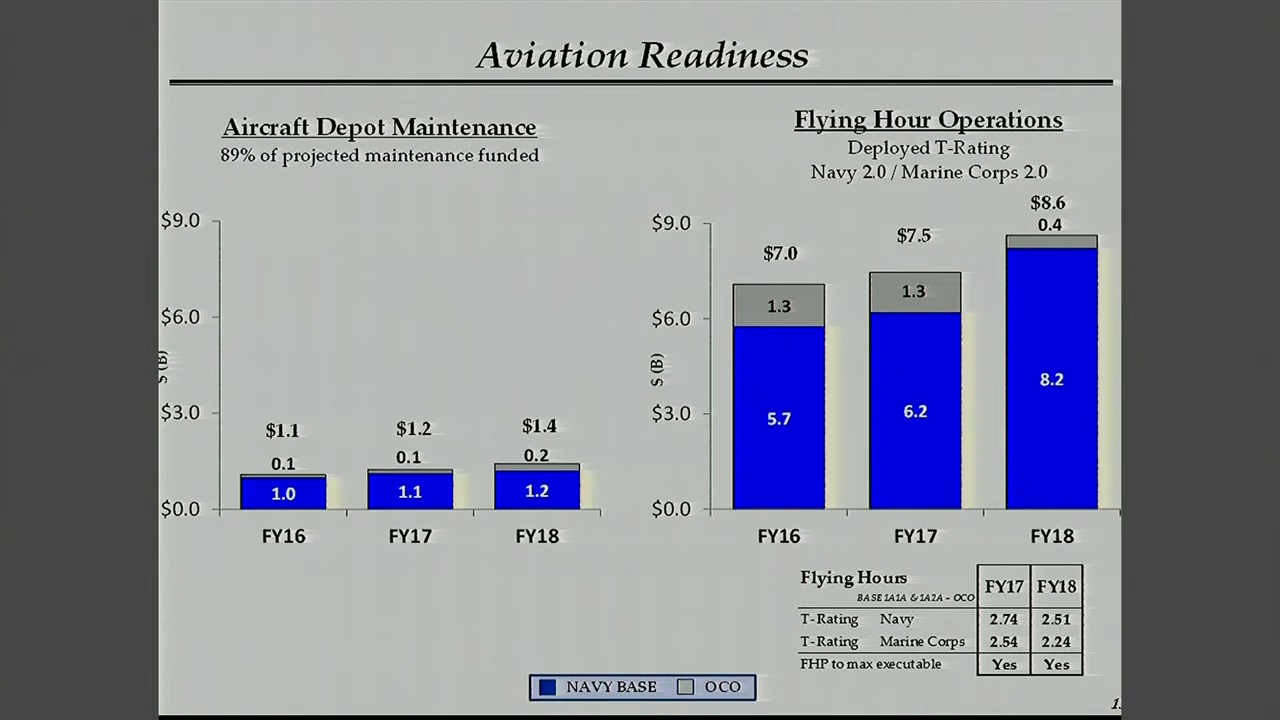 Aviation Readiness
Aircraft Depot Maintenance
89% of projected maintenance funded
$9.0
$6.0
$3.0
$0.0
$ (B)
$1.1
0.1
1.0
$1.2
0.1
1.1
$1.4
0.2
1.2
FY16
FY17
FY18
Flying Hour Operations
Deployed T-Rating
Navy 2.0 / Marine Corps 2.0
$9.0
$6.0
$3.0
$0.0
$ (B)
$7.0
1.3
5.7
$7.5
1.3
6.2
$8.6
0.4
8.2
FY16
FY17
FY18
Flying Hours FY17 FY18
BASE 1A1A & 1A2A – OCO
T-Rating Navy 2.74 2.51
T-Rating Marine Corps 2.54 2.24
FHP to max executable Yes Yes
NAVY BASE OCO